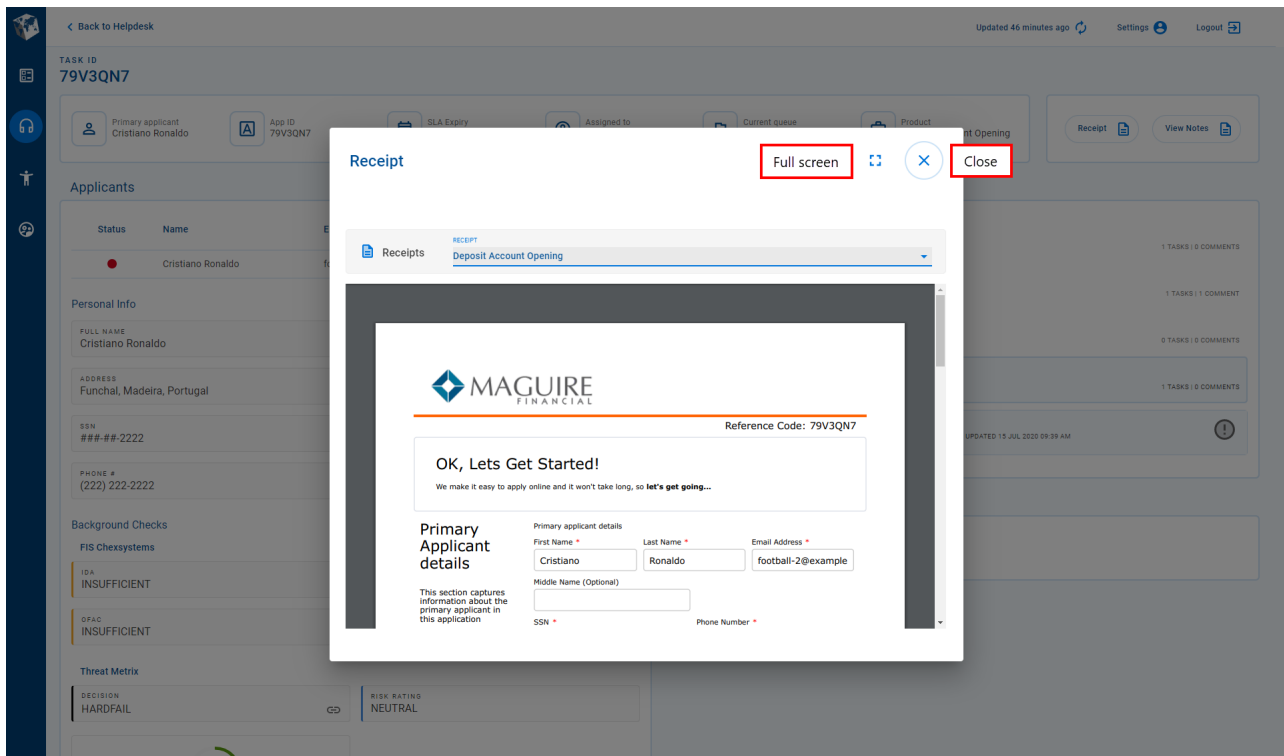 Back to Helpdesk
Updated 46 minutes ago
Settings
Logout
TASK ID
79V3QN7
Primary applicant
Cristiano Ronaldo
App ID
79V3QN7
SLA Expiry
Assigned to
Current queue
Product
nt Opening
Receipt
View Notes
Receipt
Full screen
Close
Applicants
Status Name E
Cristiano Ronaldo fo
Receipts
RECEIPT
Deposit Account Opening
1 TASKS | 0 COMMENTS
1 TASKS | 1 COMMENT
0 TASKS | 0 COMMENTS
1 TASKS | 0 COMMENTS
UPDATED 15 JUL 2020 09:39 AM
Personal Info
FULL NAME
Cristiano Ronaldo
ADDRESS
Funchal, Madeira, Portugal
SSN
###-##-2222
PHONE #
(222) 222-2222
Background Checks
FIS Chexsystems
IDA
INSUFFICIENT
OFAC
INSUFFICIENT
Threat Metrix
DECISION
HARDFAIL
RISK RATING
NEUTRAL
MAGUIRE
FINANCIAL
Reference Code: 79V3QN7
OK, Lets Get Started!
We make it easy to apply online and it won't take long, so let's get going...
Primary
Applicant
details
This section captures
information about the
primary applicant in
this application
Primary applicant details
First Name * Last Name * Email Address *
Cristiano Ronaldo football-2@example
Middle Name (Optional)
SSN * Phone Number *